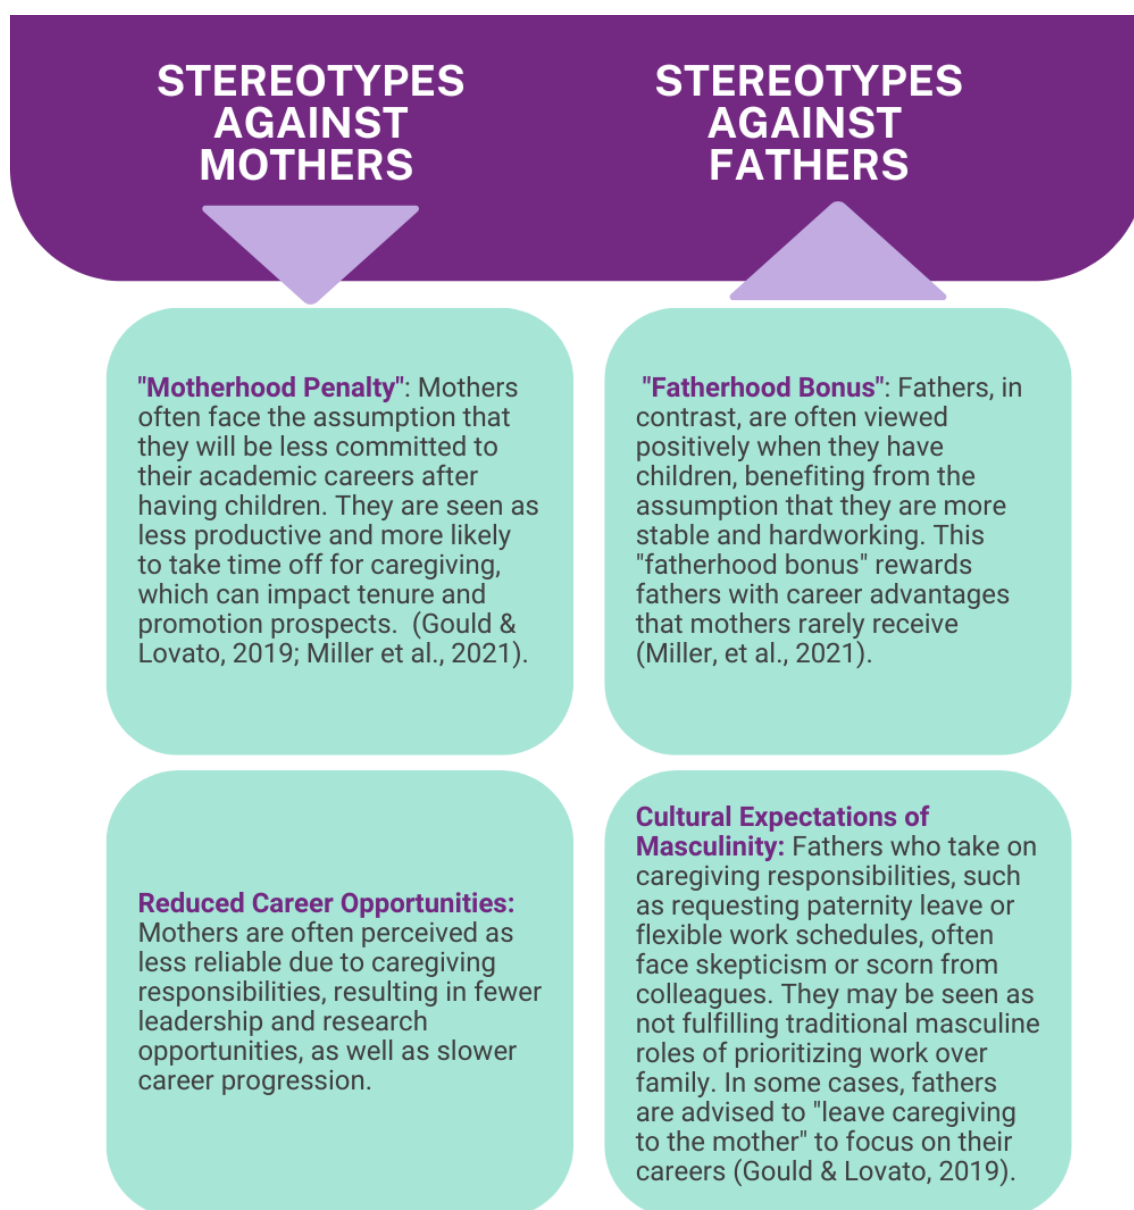 STEREOTYPES
AGAINST
MOTHERS
STEREOTYPES
AGAINST
FATHERS
"Motherhood Penalty": Mothers
often face the assumption that
they will be less committed to
their academic careers after
having children. They are seen as
less productive and more likely
to take time off for caregiving,
which can impact tenure and
promotion prospects.  (Gould &
Lovato, 2019; Miller et al., 2021).
"Fatherhood Bonus": Fathers, in
contrast, are often viewed
positively when they have
children, benefiting from the
assumption that they are more
stable and hardworking. This
"fatherhood bonus" rewards
fathers with career advantages
that mothers rarely receive
(Miller, et al., 2021).
Reduced Career Opportunities:
Mothers are often perceived as
less reliable due to caregiving
responsibilities, resulting in fewer
leadership and research
opportunities, as well as slower
career progression.
Cultural Expectations of
Masculinity: Fathers who take on
caregiving responsibilities, such
as requesting paternity leave or
flexible work schedules, often
face skepticism or scorn from
colleagues. They may be seen as
not fulfilling traditional masculine
roles of prioritizing work over
family. In some cases, fathers
are advised to "leave caregiving
to the mother" to focus on their
careers (Gould & Lovato, 2019).